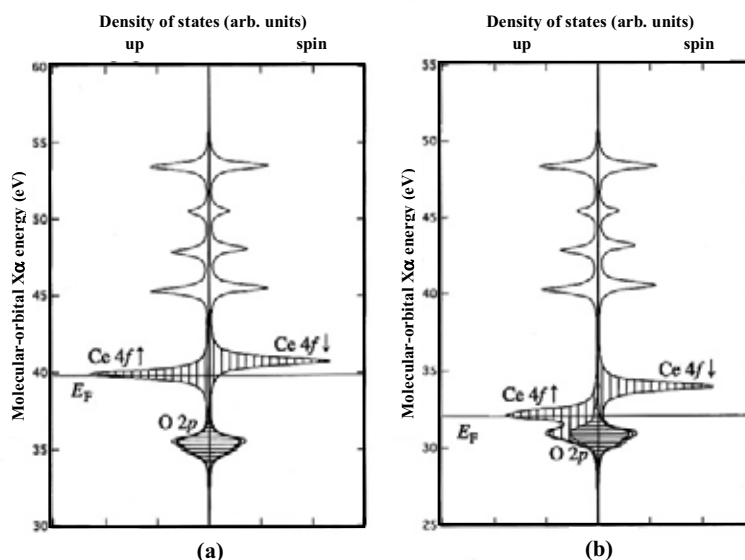 Density of states (arb. units)
up spin
60
55
50
45
40
35
30
Molecular-orbital Xα energy (eV)
Ce 4f↑
Ce 4f↓
E_F
O 2p
(a)
Density of states (arb. units)
up spin
50
45
40
35
30
25
Molecular-orbital Xα energy (eV)
Ce 4f↑
Ce 4f↓
E_F
O 2p
(b)